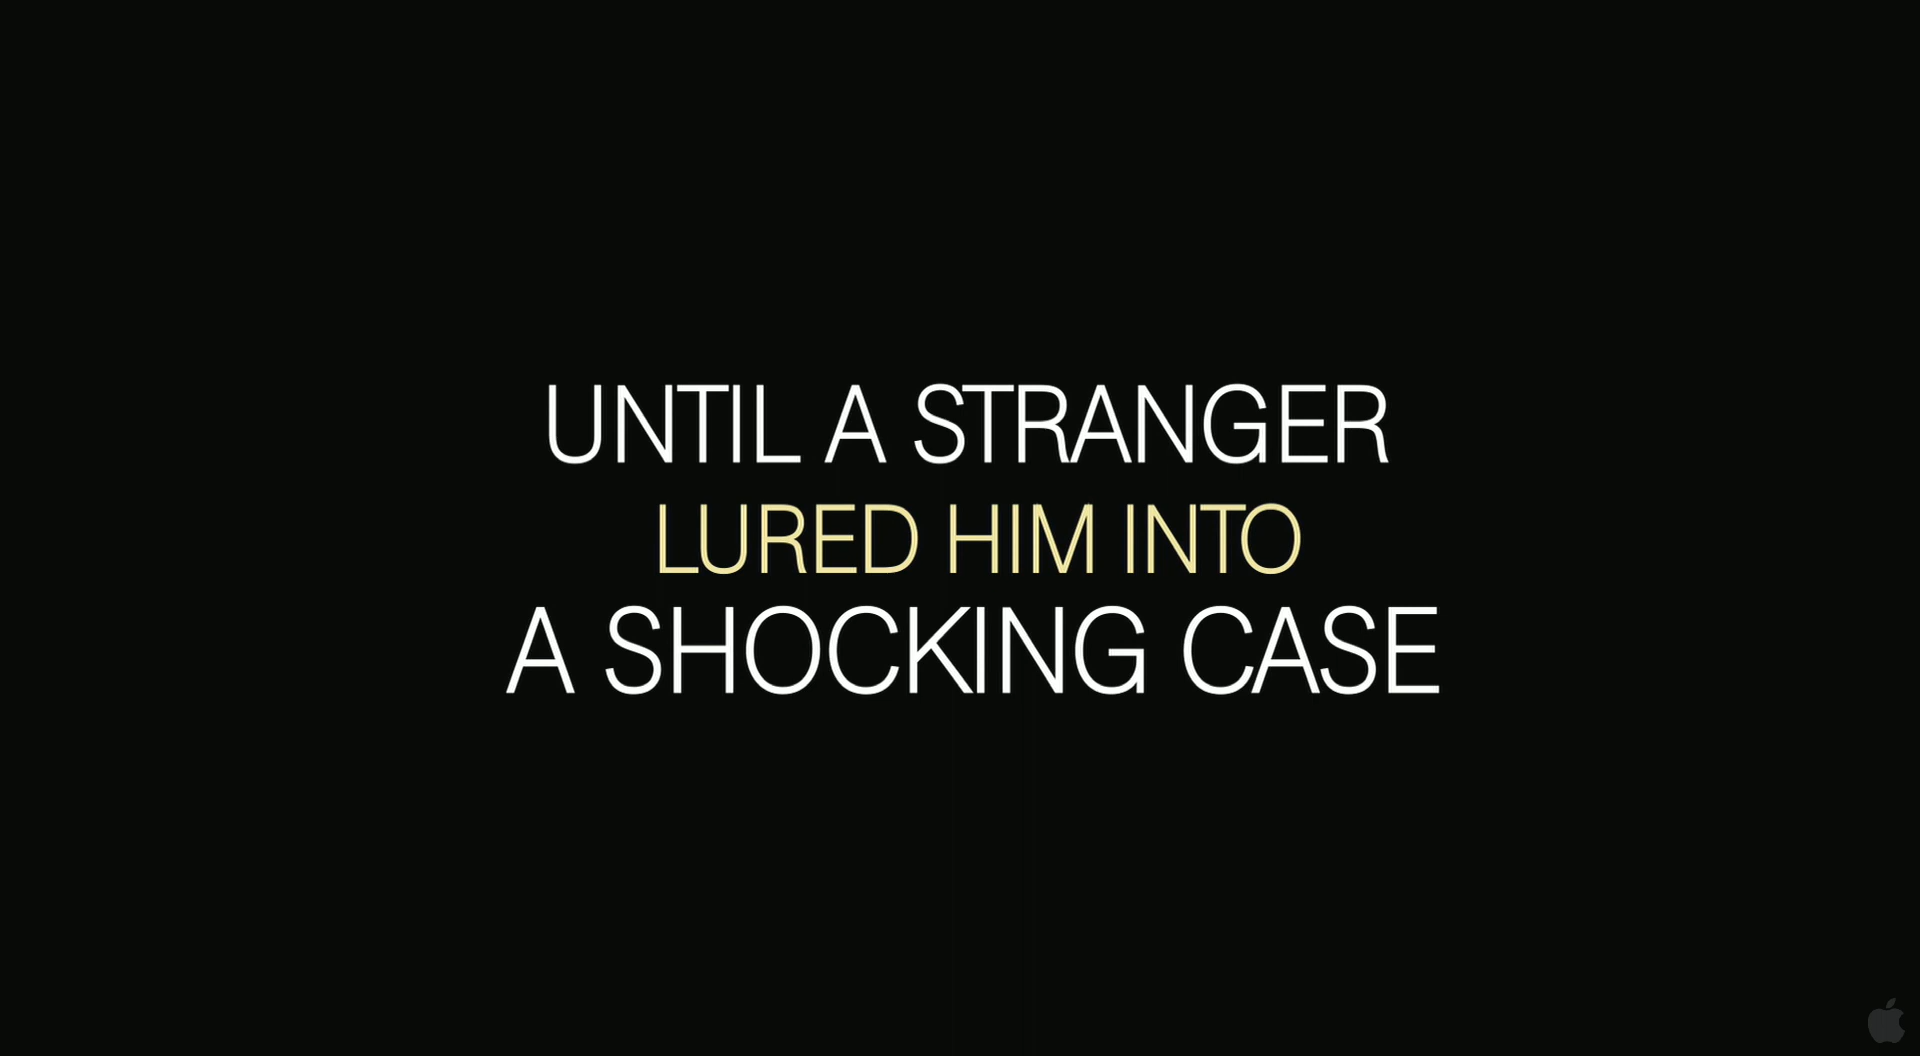 UNTIL A STRANGER
LURED HIM INTO
A SHOCKING CASE